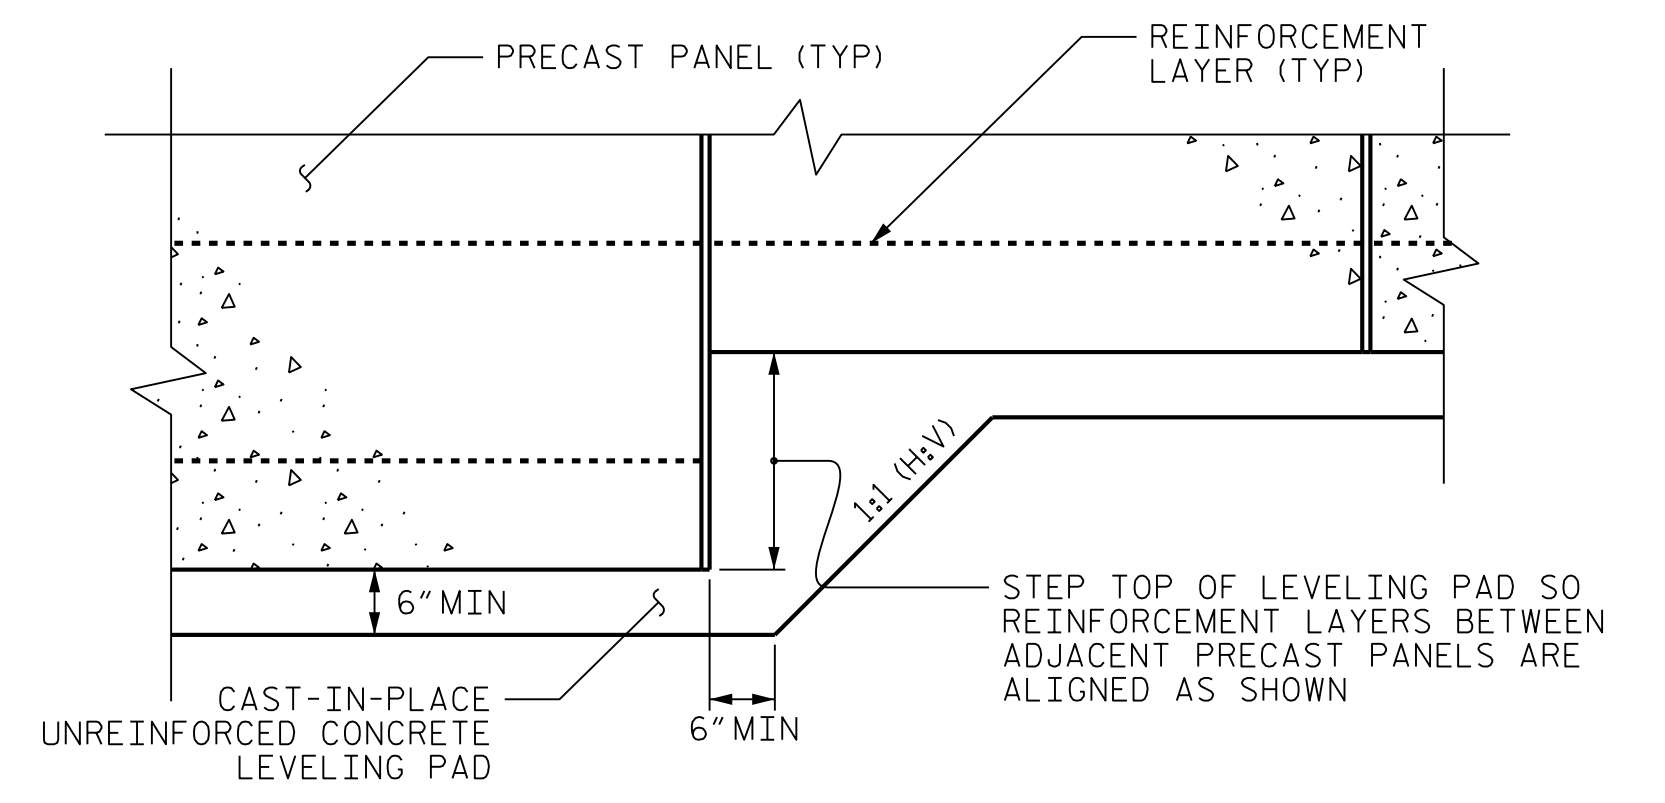 PRECAST PANEL (TYP)
REINFORCEMENT
LAYER (TYP)
1:1 (H:V)
6" MIN
STEP TOP OF LEVELING PAD SO
REINFORCEMENT LAYERS BETWEEN
ADJACENT PRECAST PANELS ARE
ALIGNED AS SHOWN
CAST-IN-PLACE
UNREINFORCED CONCRETE
LEVELING PAD
6" MIN